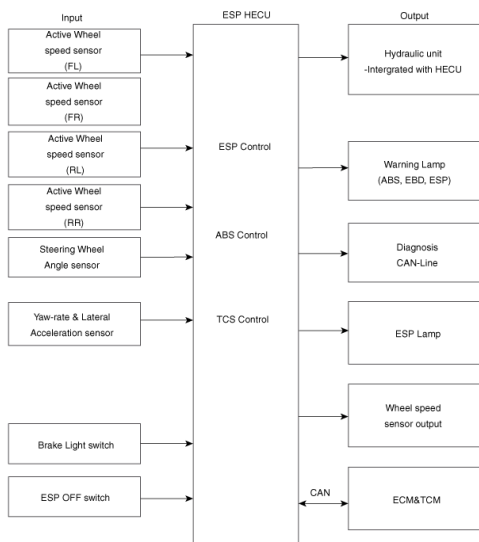 Input
ESP HECU
Output
Active Wheel
speed sensor
(FL)
Active Wheel
speed sensor
(FR)
Active Wheel
speed sensor
(RL)
Active Wheel
speed sensor
(RR)
Steering Wheel
Angle sensor
Yaw-rate & Lateral
Acceleration sensor
Brake Light switch
ESP OFF switch
ESP Control
ABS Control
TCS Control
CAN
Hydraulic unit
-Intergrated with HECU
Warning Lamp
(ABS, EBD, ESP)
Diagnosis
CAN-Line
ESP Lamp
Wheel speed
sensor output
ECM&TCM